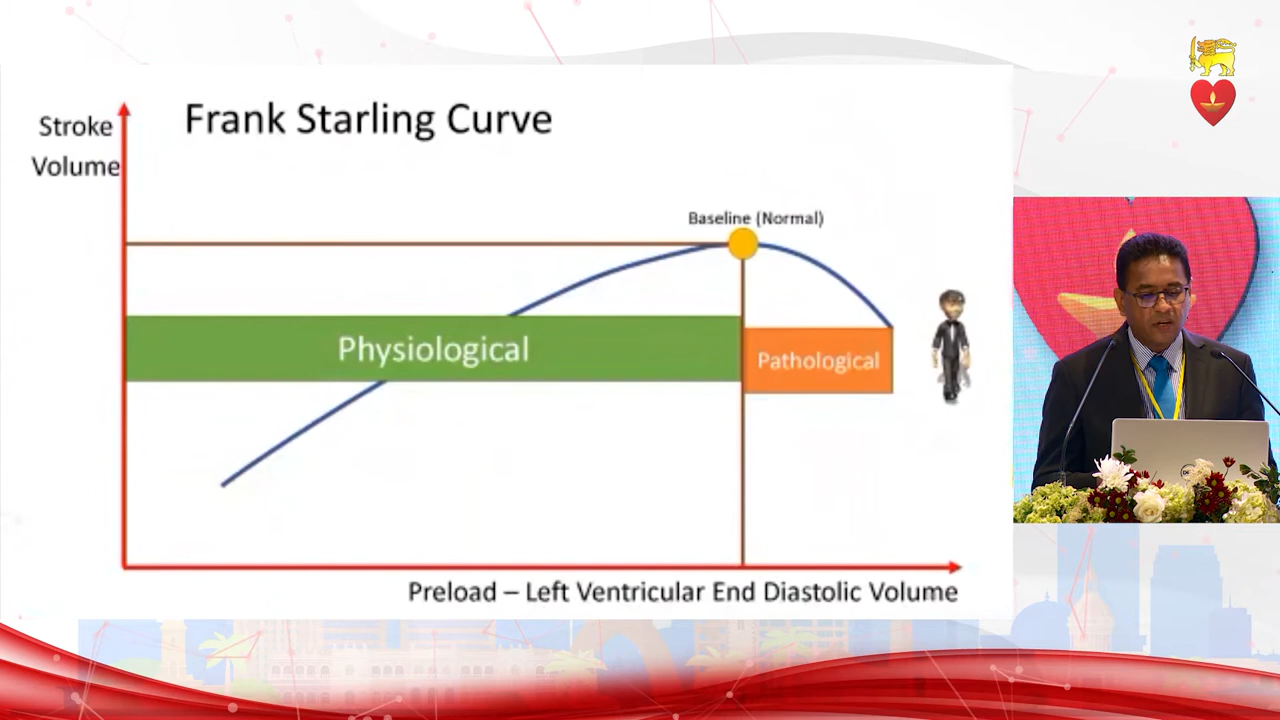 Frank Starling Curve
Stroke
Volume
Baseline (Normal)
Physiological
Pathological
Preload – Left Ventricular End Diastolic Volume